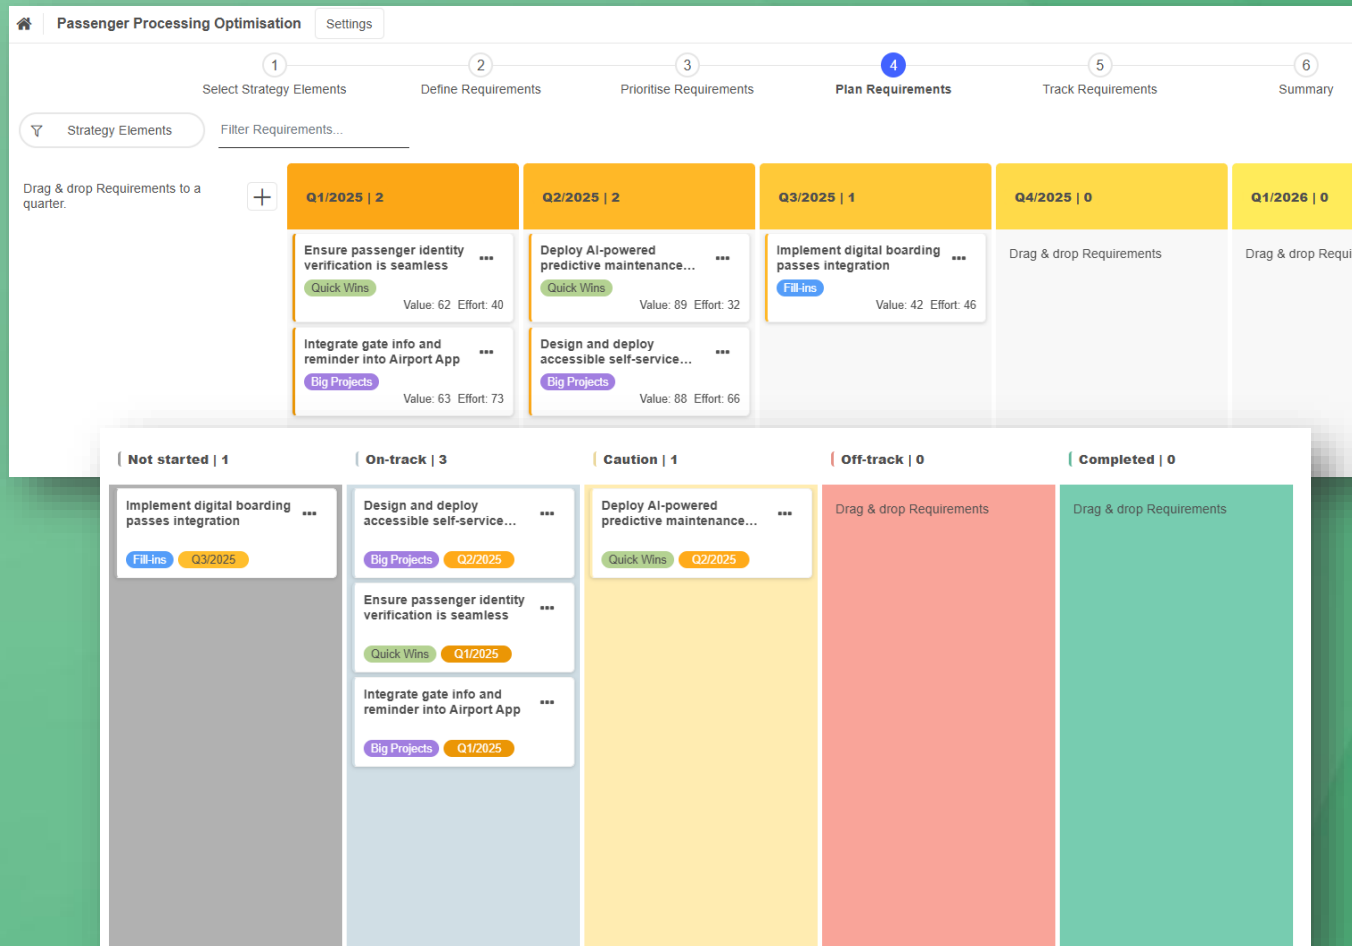 Passenger Processing Optimisation
Settings
1
2
3
4
5
6
Select Strategy Elements
Define Requirements
Prioritise Requirements
Plan Requirements
Track Requirements
Summary
Strategy Elements
Filter Requirements...
Drag & drop Requirements to a
quarter.
Q1/2025 | 2
Ensure passenger identity
verification is seamless
Quick Wins
Value: 62 Effort: 40
Integrate gate info and
reminder into Airport App
Big Projects
Value: 63 Effort: 73
Q2/2025 | 2
Deploy AI-powered
predictive maintenance...
Quick Wins
Value: 89 Effort: 32
Design and deploy
accessible self-service...
Big Projects
Value: 88 Effort: 66
Q3/2025 | 1
Implement digital boarding
passes integration
Fill-ins
Value: 42 Effort: 46
Q4/2025 | 0
Drag & drop Requirements
Q1/2026 | 0
Drag & drop Requi
Not started | 1
Implement digital boarding
passes integration
Fill-ins
Q3/2025
On-track | 3
Design and deploy
accessible self-service...
Big Projects
Q2/2025
Ensure passenger identity
verification is seamless
Quick Wins
Q1/2025
Integrate gate info and
reminder into Airport App
Big Projects
Q1/2025
Caution | 1
Deploy AI-powered
predictive maintenance...
Quick Wins
Q2/2025
Off-track | 0
Drag & drop Requirements
Completed | 0
Drag & drop Requirements